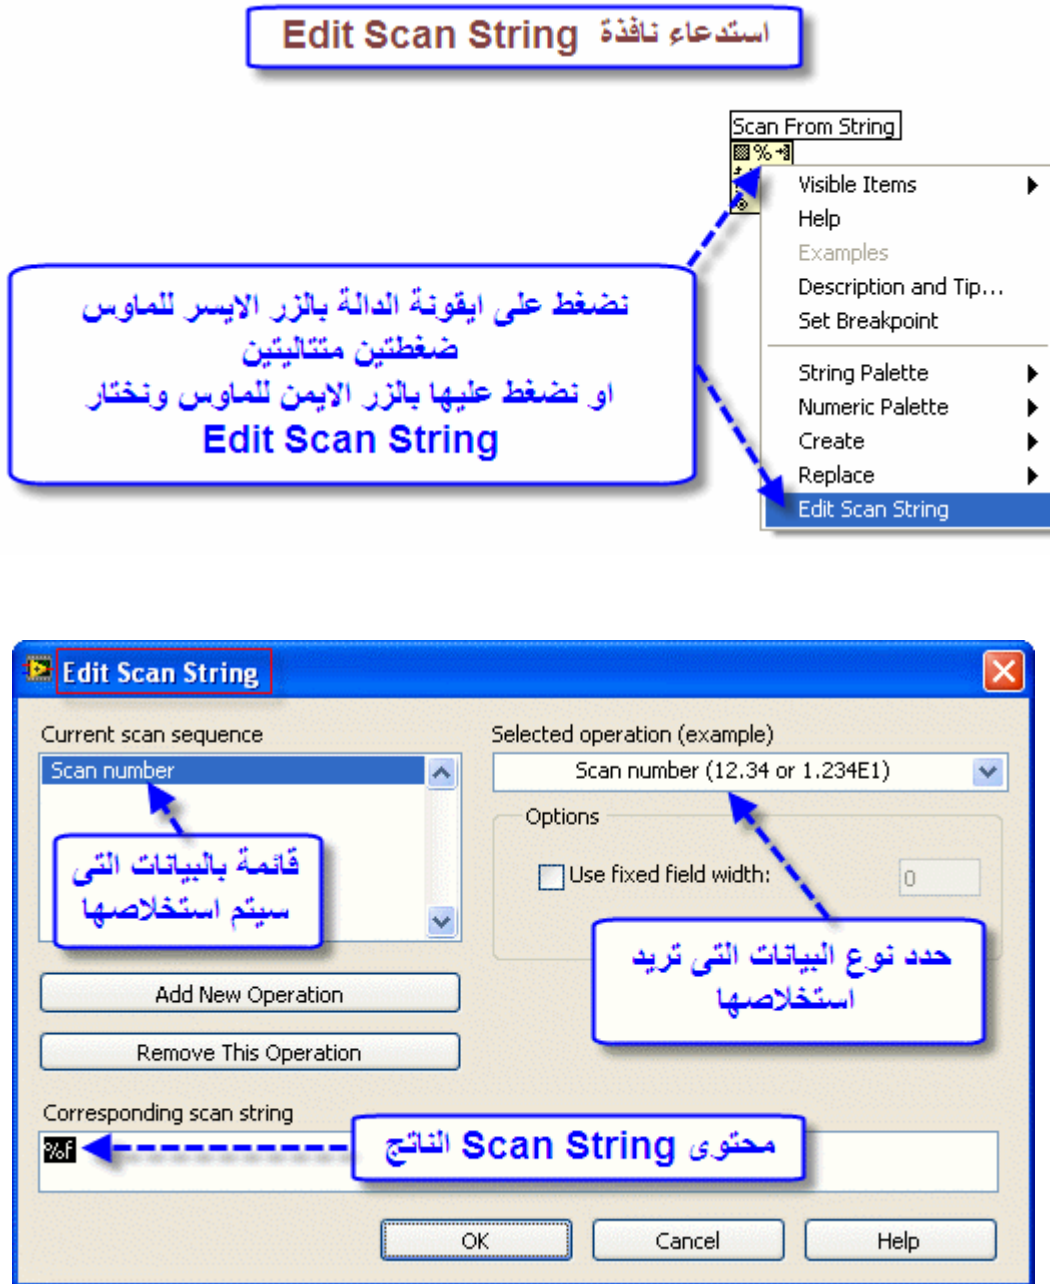 استدعاء نافذة Edit Scan String
Scan From String
%
Visible Items
Help
Examples
Description and Tip...
Set Breakpoint
String Palette
Numeric Palette
Create
Replace
Edit Scan String
نضغط على ايقونة الدالة بالزر الايسر للماوس
ضغطتين متتاليتين
او نضغط عليها بالزر الايمن للماوس ونختار
Edit Scan String
Edit Scan String
Current scan sequence
Scan number
قائمة بالبيانات التى
سيتم استخلاصها
Add New Operation
Remove This Operation
Selected operation (example)
Scan number (12.34 or 1.234E1)
Options
Use fixed field width:
0
حدد نوع البيانات التى تريد
استخلاصها
Corresponding scan string
%f
محتوى Scan String الناتج
OK
Cancel
Help